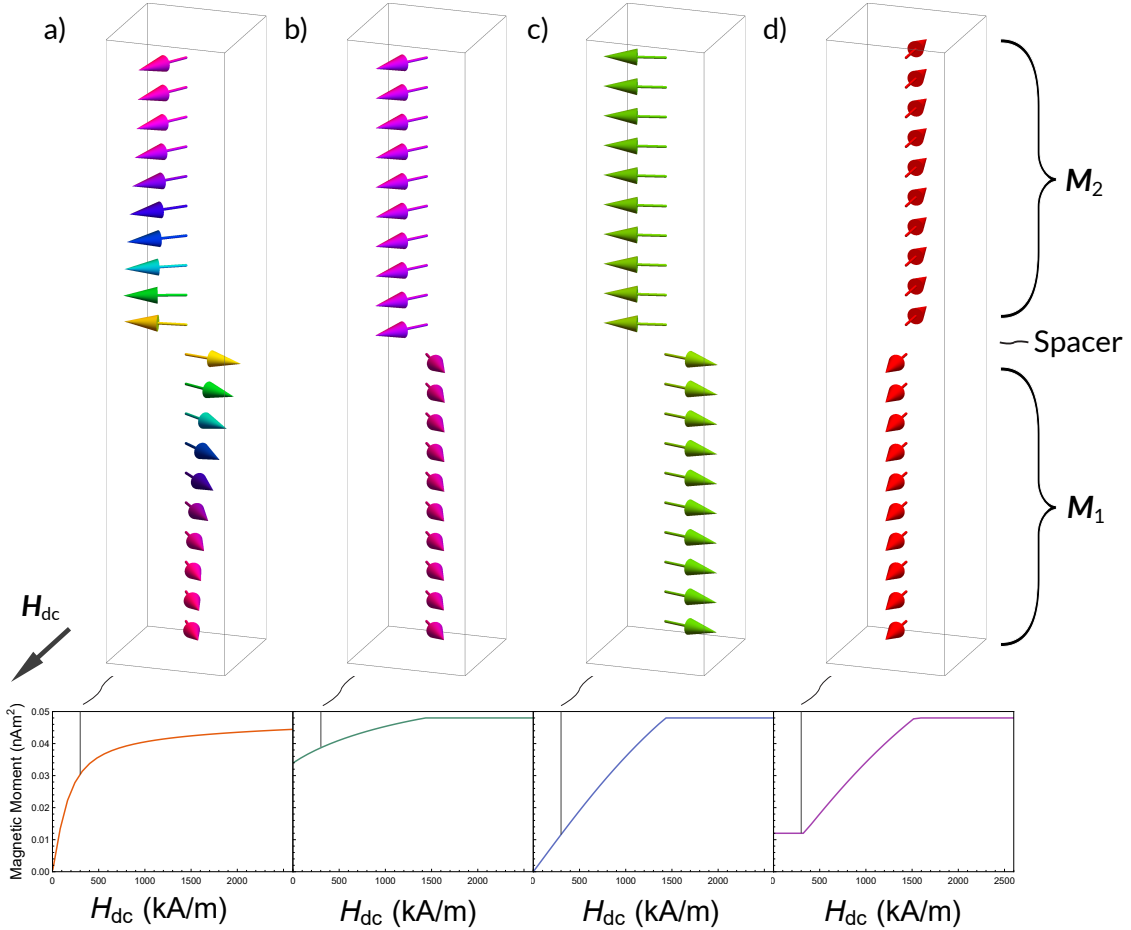 a)
b)
c)
d)
M2
Spacer
M1
Hdc
Magnetic Moment (nAm²)
0.05
0.04
0.03
0.02
0.01
0.00
0 500 1000 1500 2000
0 500 1000 1500 2000
0 500 1000 1500 2000
0 500 1000 1500 2000 2500
Hdc (kA/m)
Hdc (kA/m)
Hdc (kA/m)
Hdc (kA/m)